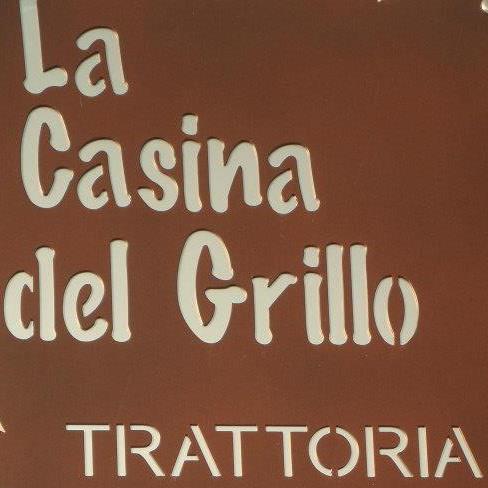 La
Casina
del Grillo
TRATTORIA